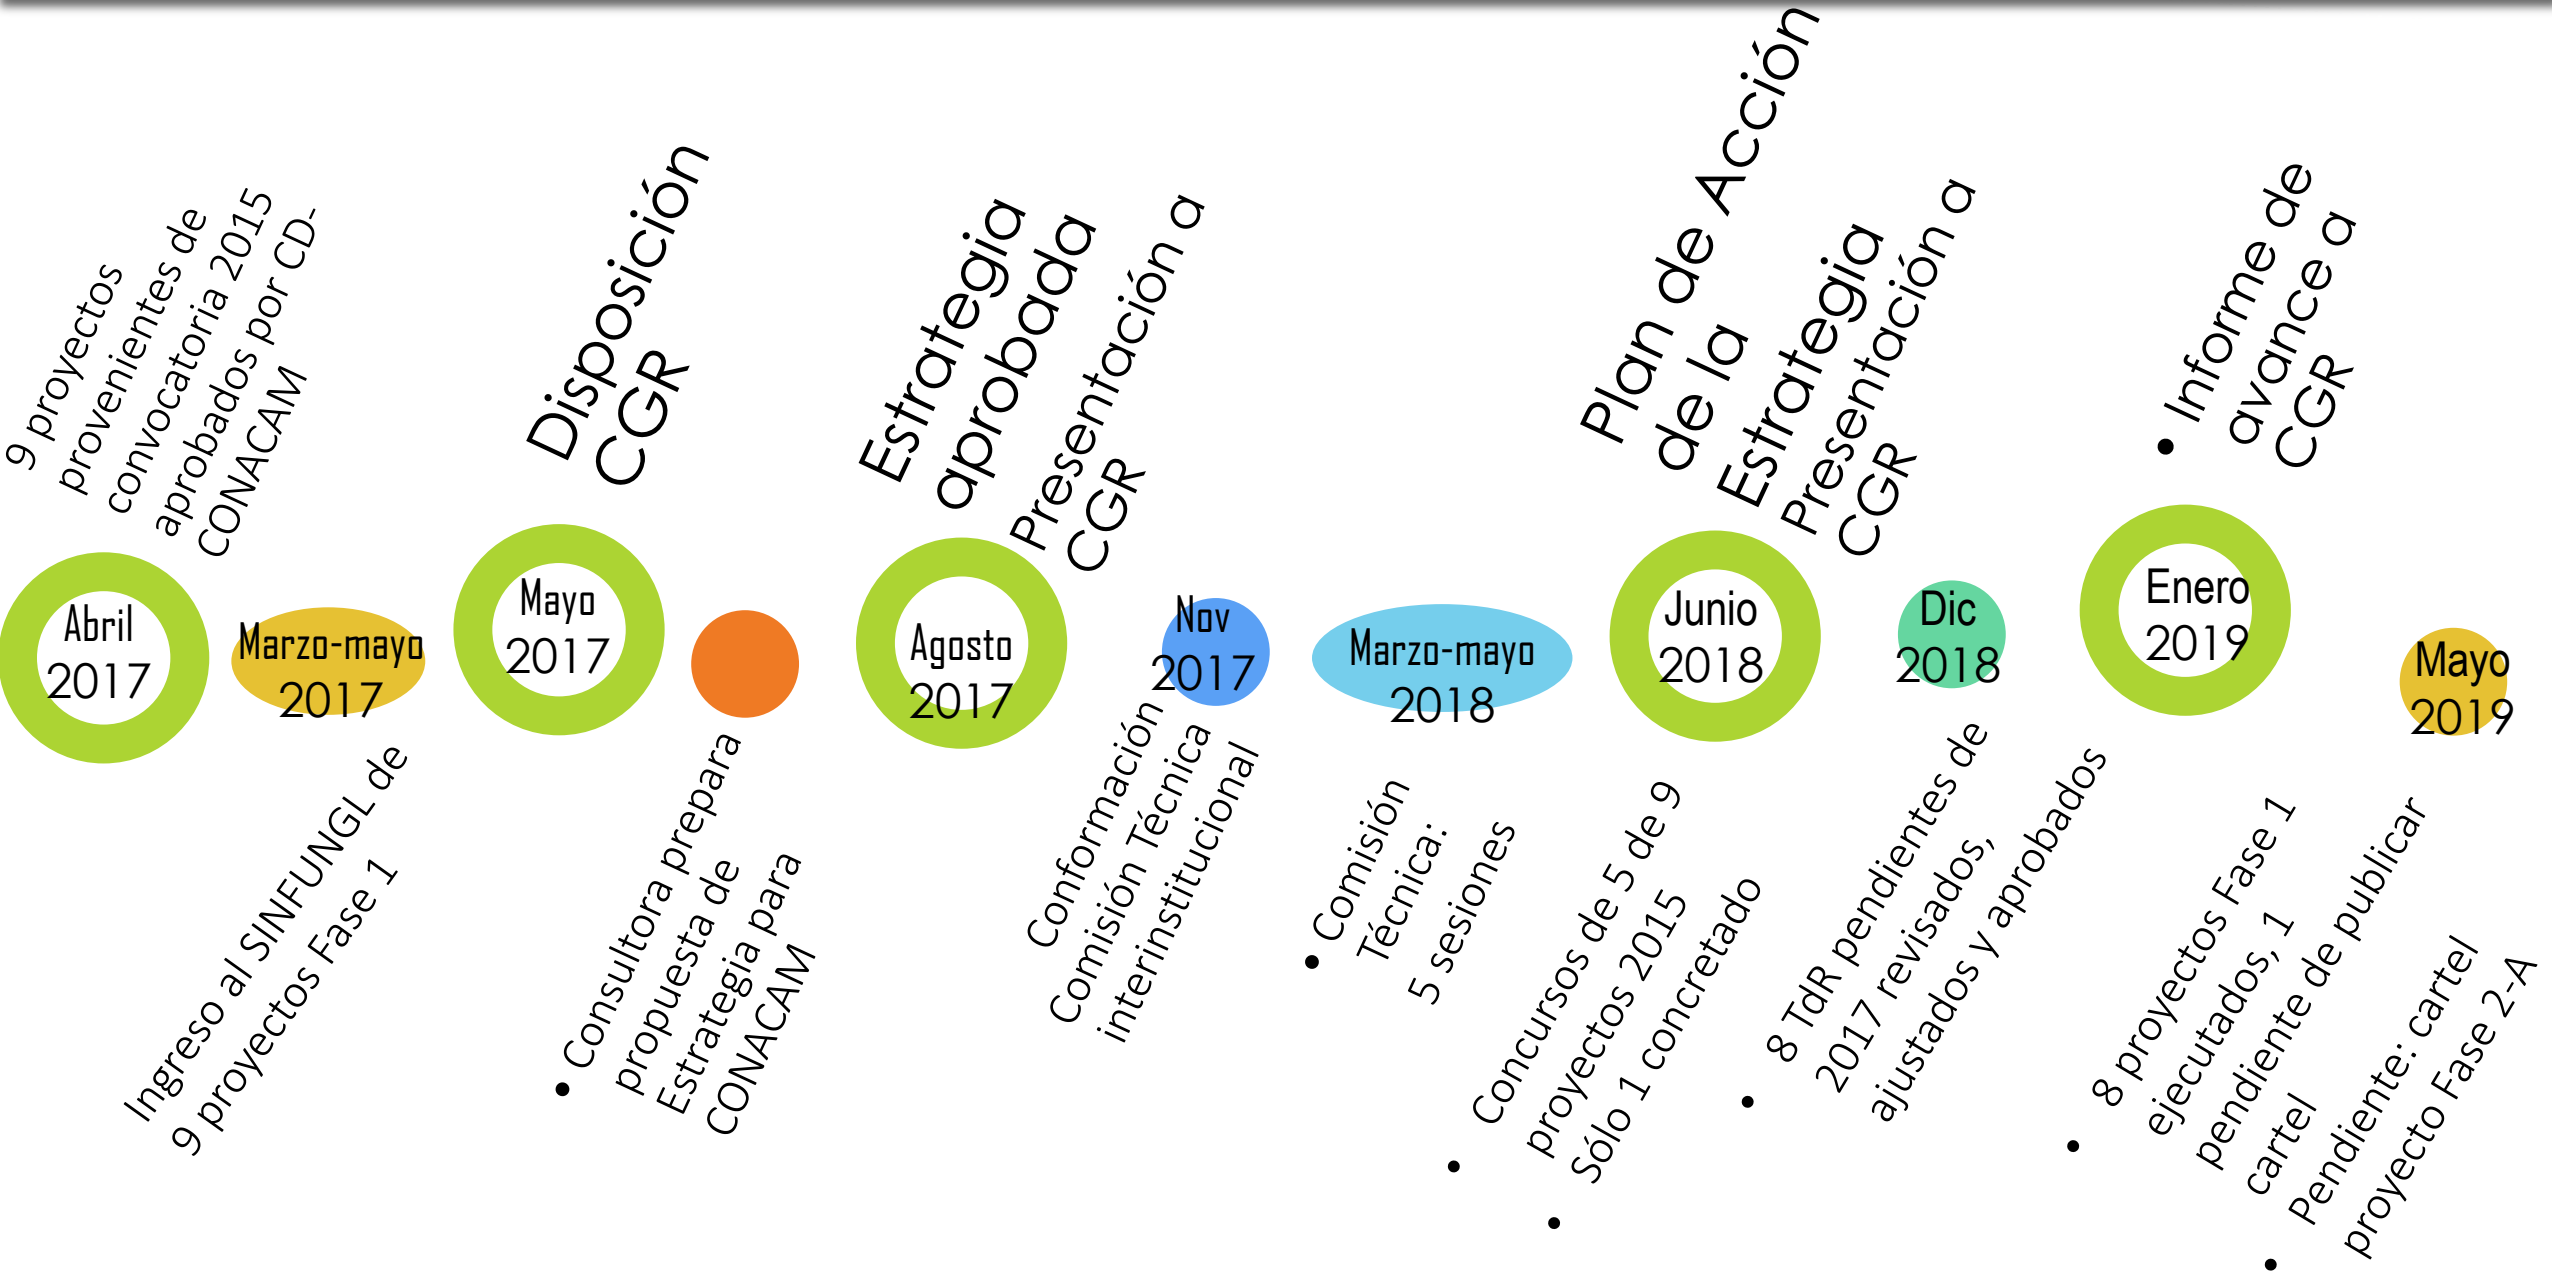 9 proyectos
provenientes de
convocatoria 2015
aprobados por CD-
CONACAM
Abril
2017
Marzo-mayo
2017
Ingreso al SINFUNGL de
9 proyectos Fase 1
Disposición
CGR
Mayo
2017
• Consultora prepara
propuesta de
Estrategia para
CONACAM
Estrategia
aprobada
Presentación a
CGR
Agosto
2017
Nov
2017
Conformación
Comisión Técnica
interinstitucional
Marzo-mayo
2018
• Comisión
Técnica:
5 sesiones
Plan de Acción
de la
Estrategia
Presentación a
CGR
Junio
2018
• Concursos de 5 de 9
proyectos 2015
• Sólo 1 concretado
Dic
2018
• 8 TdR pendientes de
2017 revisados,
ajustados y aprobados
• Informe de
avance a
CGR
Enero
2019
Mayo
2019
• 8 proyectos Fase 1
ejecutados, 1
pendiente de publicar
cartel
• Pendiente: cartel
proyecto Fase 2-A